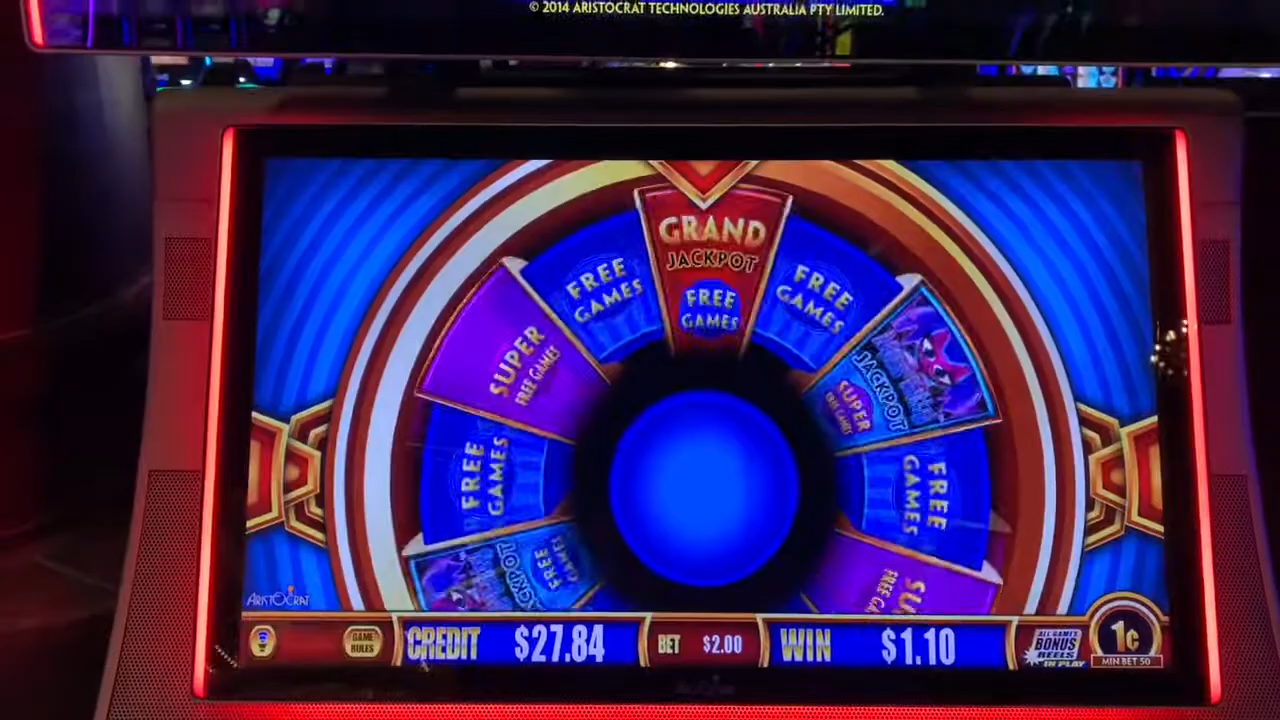 © 2014 ARISTOCRAT TECHNOLOGIES AUSTRALIA PTY LIMITED.
GRAND
JACKPOT
FREE
GAMES
FREE
GAMES
FREE
GAMES
SUPER
FREE GAMES
JACKPOT
SUPER
FREE GAMES
FREE
GAMES
FREE
GAMES
JACKPOT
FREE
GAMES
ARISTOCRAT
GAME
RULES
CREDIT $27.84
BET $2.00
WIN $1.10
ALL GAMES
BONUS
REELS
IN PLAY
1¢
MIN BET 50